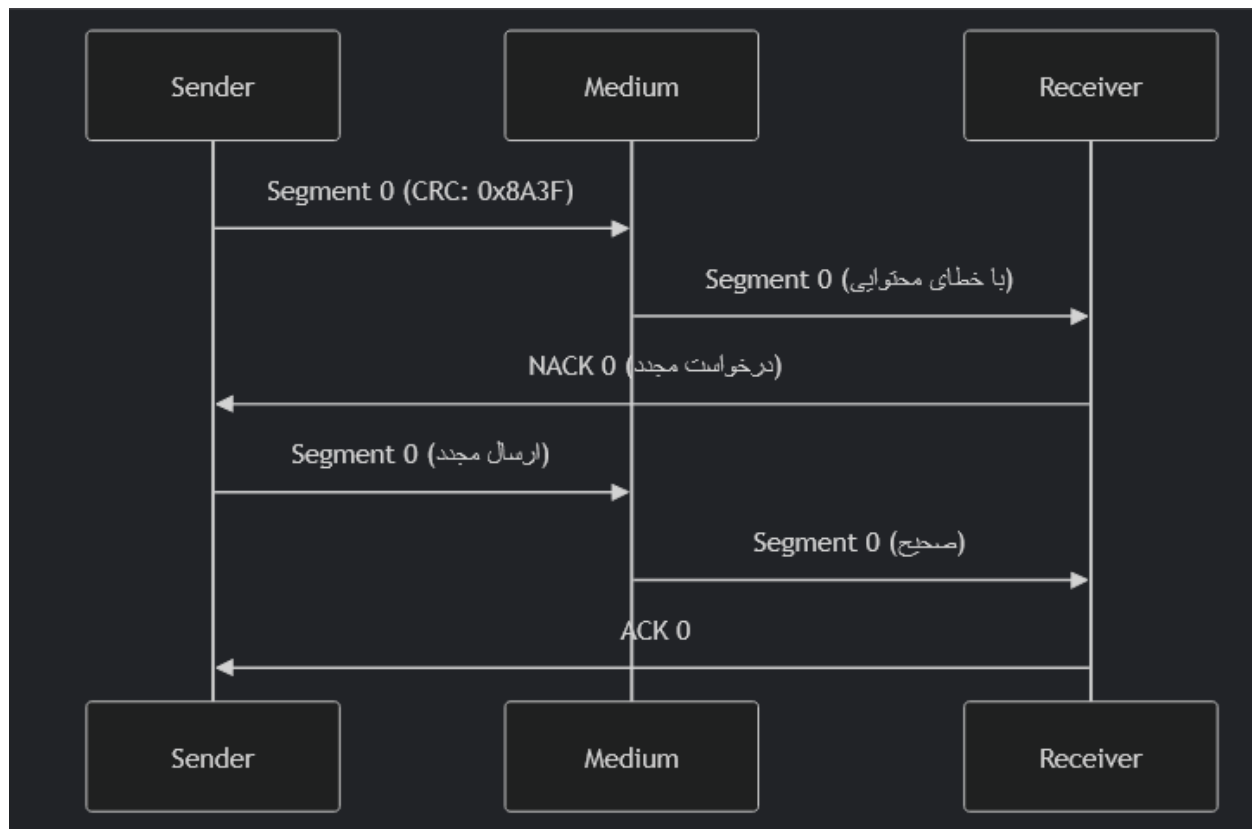 Sender
Medium
Receiver
Segment 0 (CRC: 0x8A3F)
Segment 0 (با خطای محتوایی)
NACK 0 (درخواست مجدد)
Segment 0 (ارسال مجدد)
Segment 0 (صحیح)
ACK 0
Sender
Medium
Receiver